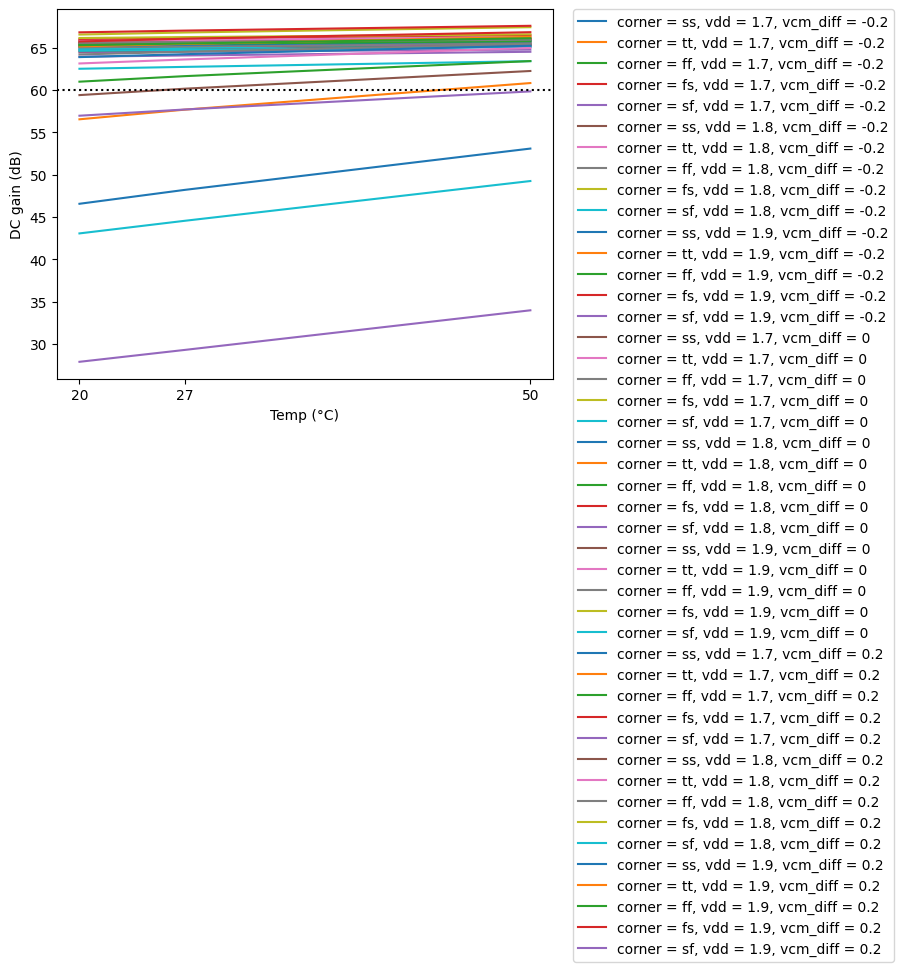 65
60
55
50
45
40
35
30
DC gain (dB)
20
27
50
Temp (°C)
corner = ss, vdd = 1.7, vcm_diff = -0.2
corner = tt, vdd = 1.7, vcm_diff = -0.2
corner = ff, vdd = 1.7, vcm_diff = -0.2
corner = fs, vdd = 1.7, vcm_diff = -0.2
corner = sf, vdd = 1.7, vcm_diff = -0.2
corner = ss, vdd = 1.8, vcm_diff = -0.2
corner = tt, vdd = 1.8, vcm_diff = -0.2
corner = ff, vdd = 1.8, vcm_diff = -0.2
corner = fs, vdd = 1.8, vcm_diff = -0.2
corner = sf, vdd = 1.8, vcm_diff = -0.2
corner = ss, vdd = 1.9, vcm_diff = -0.2
corner = tt, vdd = 1.9, vcm_diff = -0.2
corner = ff, vdd = 1.9, vcm_diff = -0.2
corner = fs, vdd = 1.9, vcm_diff = -0.2
corner = sf, vdd = 1.9, vcm_diff = -0.2
corner = ss, vdd = 1.7, vcm_diff = 0
corner = tt, vdd = 1.7, vcm_diff = 0
corner = ff, vdd = 1.7, vcm_diff = 0
corner = fs, vdd = 1.7, vcm_diff = 0
corner = sf, vdd = 1.7, vcm_diff = 0
corner = ss, vdd = 1.8, vcm_diff = 0
corner = tt, vdd = 1.8, vcm_diff = 0
corner = ff, vdd = 1.8, vcm_diff = 0
corner = fs, vdd = 1.8, vcm_diff = 0
corner = sf, vdd = 1.8, vcm_diff = 0
corner = ss, vdd = 1.9, vcm_diff = 0
corner = tt, vdd = 1.9, vcm_diff = 0
corner = ff, vdd = 1.9, vcm_diff = 0
corner = fs, vdd = 1.9, vcm_diff = 0
corner = sf, vdd = 1.9, vcm_diff = 0
corner = ss, vdd = 1.7, vcm_diff = 0.2
corner = tt, vdd = 1.7, vcm_diff = 0.2
corner = ff, vdd = 1.7, vcm_diff = 0.2
corner = fs, vdd = 1.7, vcm_diff = 0.2
corner = sf, vdd = 1.7, vcm_diff = 0.2
corner = ss, vdd = 1.8, vcm_diff = 0.2
corner = tt, vdd = 1.8, vcm_diff = 0.2
corner = ff, vdd = 1.8, vcm_diff = 0.2
corner = fs, vdd = 1.8, vcm_diff = 0.2
corner = sf, vdd = 1.8, vcm_diff = 0.2
corner = ss, vdd = 1.9, vcm_diff = 0.2
corner = tt, vdd = 1.9, vcm_diff = 0.2
corner = ff, vdd = 1.9, vcm_diff = 0.2
corner = fs, vdd = 1.9, vcm_diff = 0.2
corner = sf, vdd = 1.9, vcm_diff = 0.2